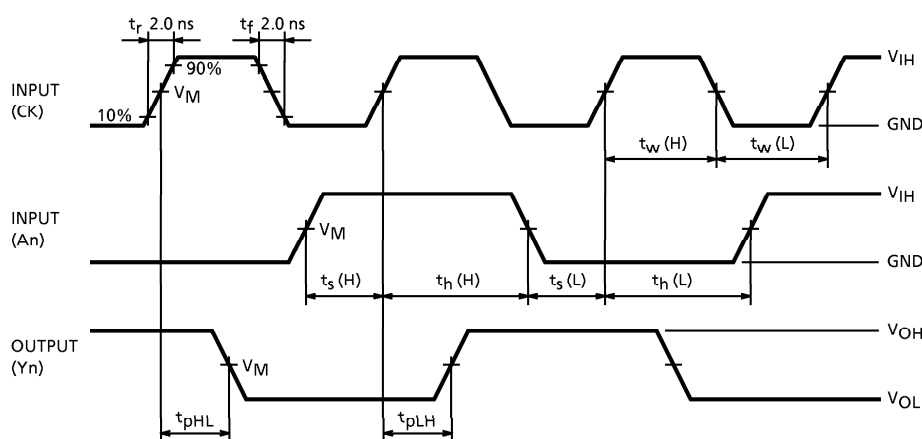 tr 2.0 ns
tf 2.0 ns
INPUT
(CK)
10%
90%
VM
VIH
GND
tw (H)
tw (L)
INPUT
(An)
VM
VIH
GND
ts (H)
th (H)
ts (L)
th (L)
OUTPUT
(Yn)
VM
VOH
VOL
tpHL
tpLH